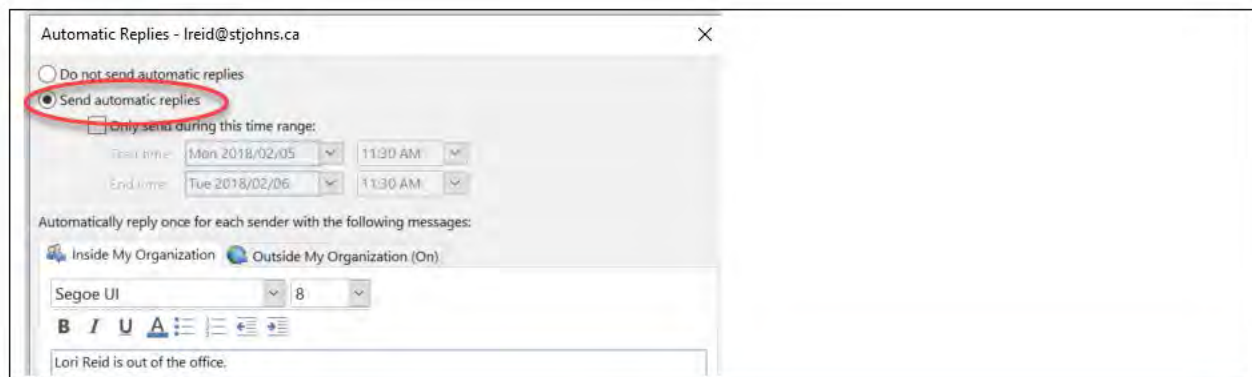 Automatic Replies - lreid@stjohns.ca
Do not send automatic replies
Send automatic replies
Only send during this time range:
Start time: Mon 2018/02/05 11:30 AM
End time: Tue 2018/02/06 11:30 AM
Automatically reply once for each sender with the following messages:
Inside My Organization Outside My Organization (On)
Segoe UI 8
B I U A
Lori Reid is out of the office.